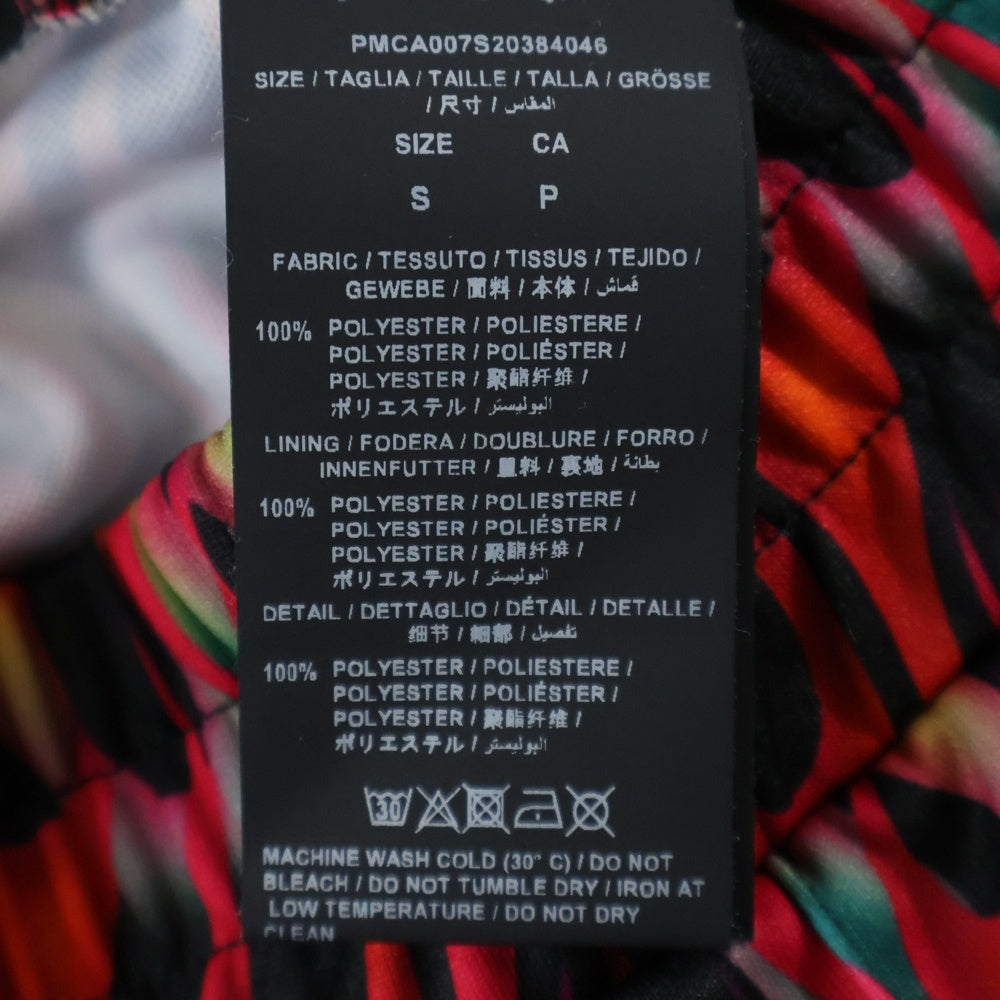 PMCA007S20384046
SIZE / TAGLIA / TAILLE / TALLA / GRÖSSE
/ 尺寸 / المقاس
SIZE CA
S P
FABRIC / TESSUTO / TISSUS / TEJIDO /
GEWEBE / 面料 / 本体 / قماش
100% POLYESTER / POLIESTERE /
POLYESTER / POLIÉSTER /
POLYESTER / 聚酯纤维 /
ポリエステル / البوليستر
LINING / FODERA / DOUBLURE / FORRO /
INNENFUTTER / 里料 / 裏地 / بطانة
100% POLYESTER / POLIESTERE /
POLYESTER / POLIÉSTER /
POLYESTER / 聚酯纤维 /
ポリエステル / البوليستر
DETAIL / DETTAGLIO / DÉTAIL / DETALLE /
细节 / 細部 / تفصيل
100% POLYESTER / POLIESTERE /
POLYESTER / POLIÉSTER /
POLYESTER / 聚酯纤维 /
ポリエステル / البوليستر
30
MACHINE WASH COLD (30° C) / DO NOT
BLEACH / DO NOT TUMBLE DRY / IRON AT
LOW TEMPERATURE / DO NOT DRY
CLEAN